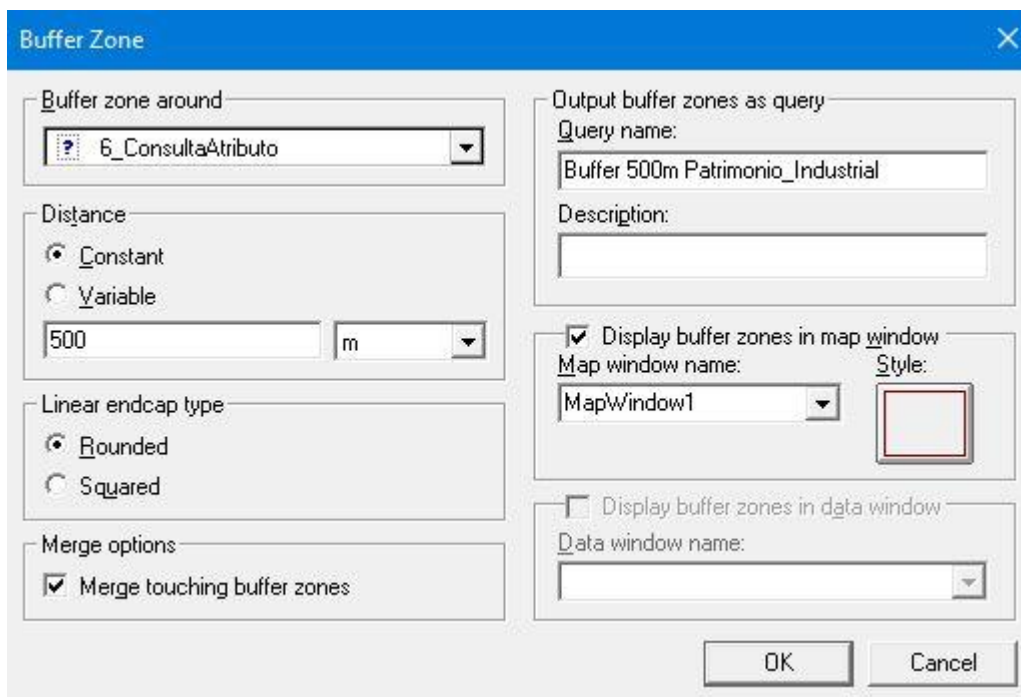 Buffer Zone
Buffer zone around
? 6_ConsultaAtributo
Distance
Constant
Variable
500 m
Linear endcap type
Rounded
Squared
Merge options
Merge touching buffer zones
Output buffer zones as query
Query name:
Buffer 500m Patrimonio_Industrial
Description:
Display buffer zones in map window
Map window name: Style:
MapWindow1
Display buffer zones in data window
Data window name:
OK Cancel